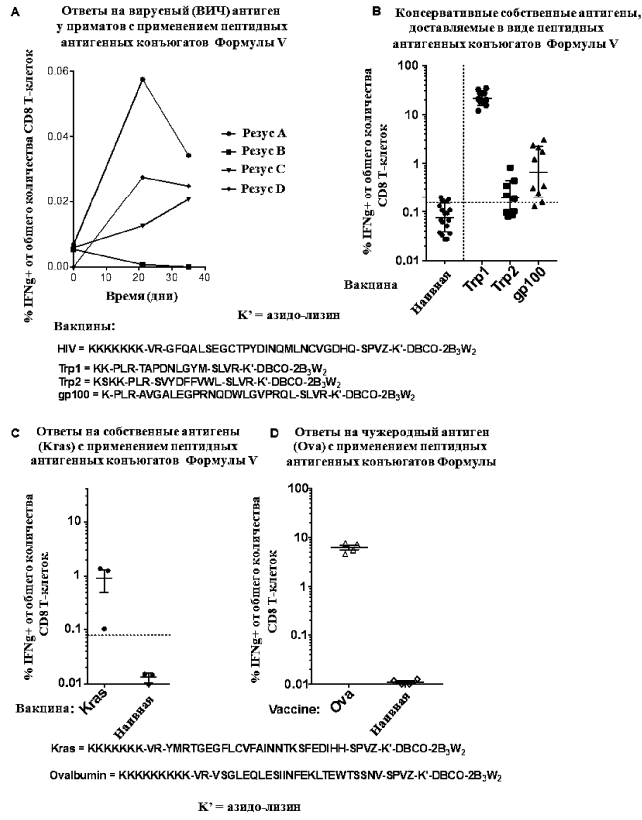 A
Ответы на вирусный (ВИЧ) антиген
у приматов с применением пептидных
антигенных конъюгатов Формулы V
% IFNg+ от общего количества CD8 Т-клеток
0.06
0.04
0.02
0.00
0
10
20
30
40
Время (дни)
Резус A
Резус B
Резус C
Резус D
B
Консервативные собственные антигены,
доставляемые в виде пептидных
антигенных конъюгатов Формулы V
% IFNg+ от общего количества
CD8 Т-клеток
100
10
1
0.1
0.01
Вакцина
Наивная
Trp1
Trp2
gp100
K' = азидо-лизин
Вакцины:
HIV = KKKKKKK-VR-GFQALSEGCTPYDINQMLNCVGDHQ-SPVZ-K'-DBCO-2B3W2
Trp1= KK-PLR-TAPDNLGYM-SLVR-K'-DBCO-2B3W2
Trp2 = KSKK-PLR-SVYDFFVWL-SLVR-K'-DBCO-2B3W2
gp100 = K-PLR-AVGALEGPRNQDWLGVPRQL-SLVR-K'-DBCO-2B3W2
C
Ответы на собственные антигены
(Kras) с применением пептидных
антигенных конъюгатов Формулы V
% IFNg+ от общего количества
CD8 Т-клеток
10
1
0.1
0.01
Вакцина:
Kras
Наивная
D
Ответы на чужеродный антиген
(Ova) с применением пептидных
антигенных конъюгатов Формулы
% IFNg+ от общего количества
CD8 Т-клеток
100
10
1
0.1
0.01
Vaccine:
Ova
Наивная
Kras = KKKKKKK-VR-YMRTGEGFLCVFAINNTKSFEDIHH-SPVZ-K'-DBCO-2B3W2
Ovalbumin = KKKKKKKKKK-VR-VSGLEQLESIINFEKLTEWTSSNV-SPVZ-K'-DBCO-2B3W2
K' = азидо-лизин